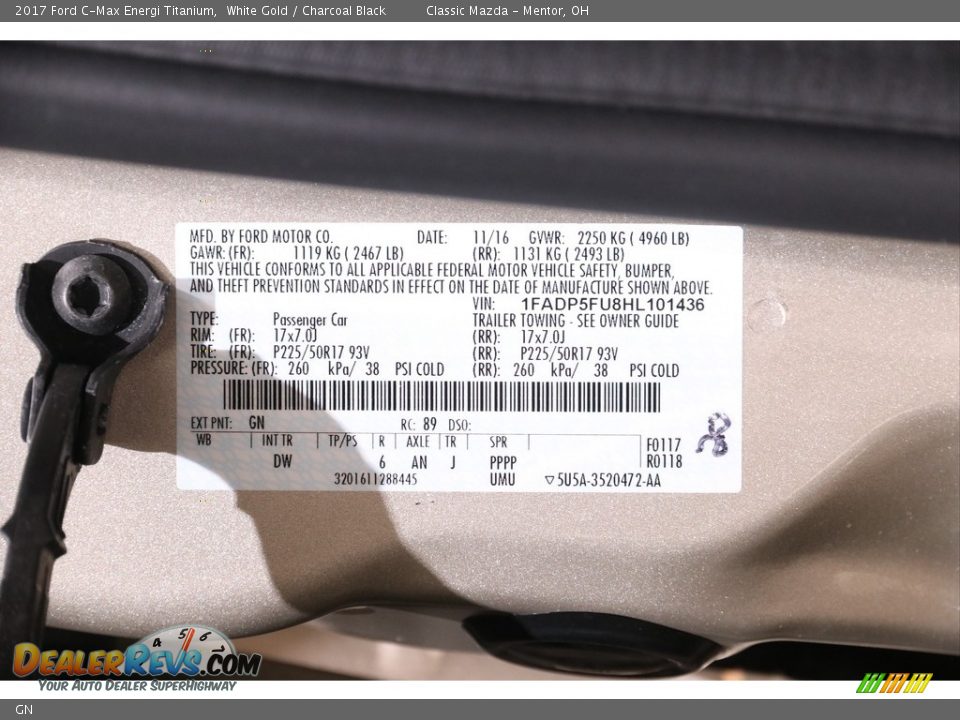 2017 Ford C-Max Energi Titanium, White Gold / Charcoal Black Classic Mazda - Mentor, OH
MFD. BY FORD MOTOR CO. DATE: 11/16 GVWR: 2250 KG ( 4960 LB)
GAWR: (FR): 1119 KG ( 2467 LB) (RR): 1131 KG ( 2493 LB)
THIS VEHICLE CONFORMS TO ALL APPLICABLE FEDERAL MOTOR VEHICLE SAFETY, BUMPER,
AND THEFT PREVENTION STANDARDS IN EFFECT ON THE DATE OF MANUFACTURE SHOWN ABOVE.
VIN: 1FADP5FU8HL101436
TYPE: Passenger Car TRAILER TOWING - SEE OWNER GUIDE
RIM: (FR): 17x7.0J (RR): 17x7.0J
TIRE: (FR): P225/50R17 93V (RR): P225/50R17 93V
PRESSURE: (FR): 260 kPa/ 38 PSI COLD (RR): 260 kPa/ 38 PSI COLD
EXT PNT: GN RC: 89 DSO:
WB INT TR TP/PS R AXLE TR SPR F0117
DW 6 AN J PPPP R0118
3201611288445 UMU ▽5U5A-3520472-AA
4 5 6
DEALERREVS.COM
YOUR AUTO DEALER SUPERHIGHWAY
GN